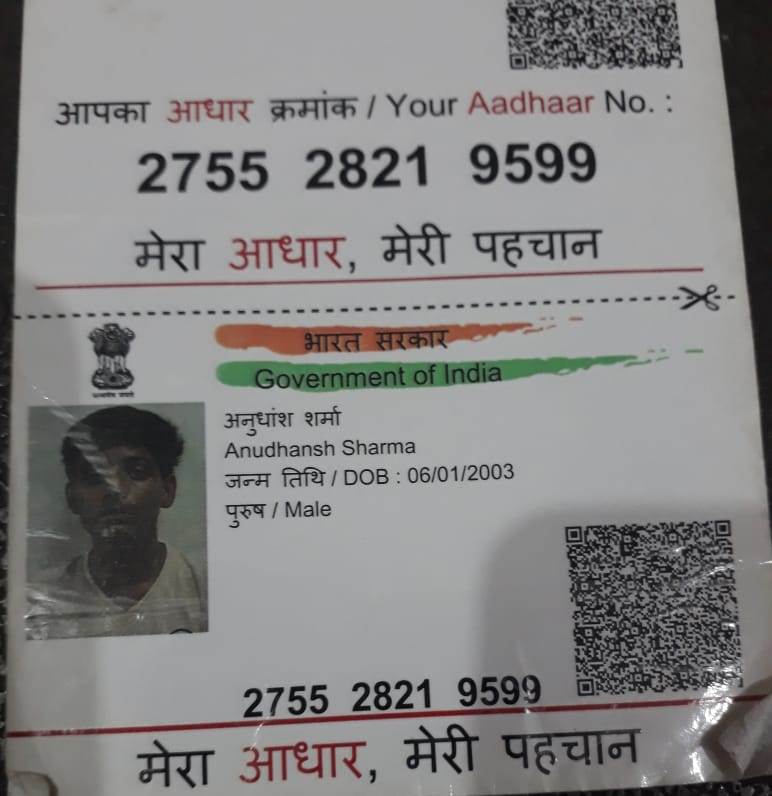 आपका आधार क्रमांक / Your Aadhaar No. :
2755 2821 9599
मेरा आधार, मेरी पहचान
भारत सरकार
Government of India
अनुधांश शर्मा
Anudhansh Sharma
जन्म तिथि / DOB : 06/01/2003
पुरुष / Male
2755 2821 9599
मेरा आधार, मेरी पहचान